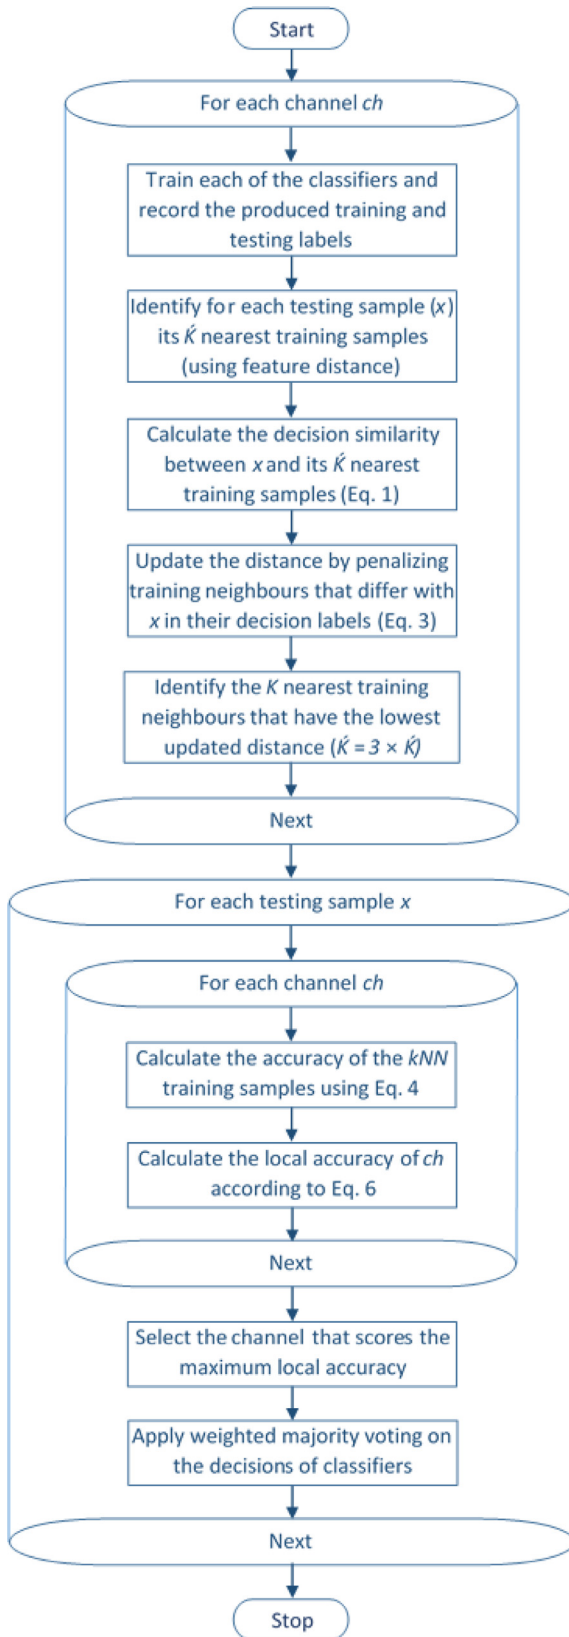 Start
For each channel ch
Train each of the classifiers and
record the produced training and
testing labels
Identify for each testing sample (x)
its Ḱ nearest training samples
(using feature distance)
Calculate the decision similarity
between x and its Ḱ nearest
training samples (Eq. 1)
Update the distance by penalizing
training neighbours that differ with
x in their decision labels (Eq. 3)
Identify the K nearest training
neighbours that have the lowest
updated distance (Ḱ = 3 × Ḱ)
Next
For each testing sample x
For each channel ch
Calculate the accuracy of the kNN
training samples using Eq. 4
Calculate the local accuracy of ch
according to Eq. 6
Next
Select the channel that scores the
maximum local accuracy
Apply weighted majority voting on
the decisions of classifiers
Next
Stop